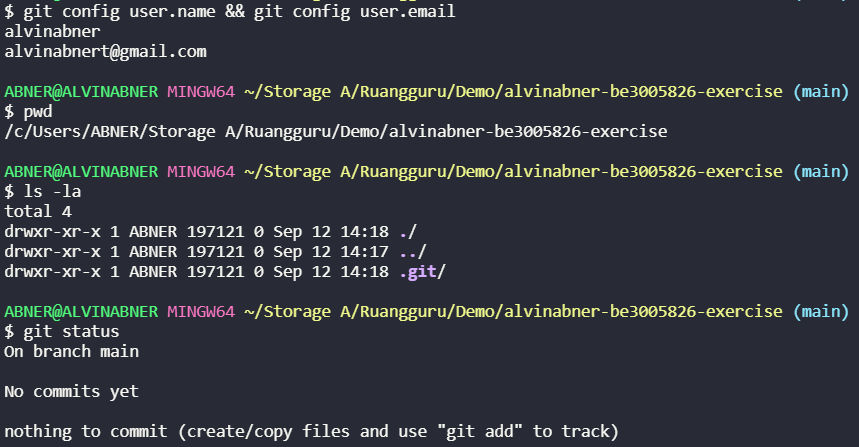 $ git config user.name && git config user.email
alvinabner
alvinabnert@gmail.com
ABNER@ALVINABNER MINGW64 ~/Storage A/Ruangguru/Demo/alvinabner-be3005826-exercise (main)
$ pwd
/c/Users/ABNER/Storage A/Ruangguru/Demo/alvinabner-be3005826-exercise
ABNER@ALVINABNER MINGW64 ~/Storage A/Ruangguru/Demo/alvinabner-be3005826-exercise (main)
$ ls -la
total 4
drwxr-xr-x 1 ABNER 197121 0 Sep 12 14:18 ./
drwxr-xr-x 1 ABNER 197121 0 Sep 12 14:17 ../
drwxr-xr-x 1 ABNER 197121 0 Sep 12 14:18 .git/
ABNER@ALVINABNER MINGW64 ~/Storage A/Ruangguru/Demo/alvinabner-be3005826-exercise (main)
$ git status
On branch main
No commits yet
nothing to commit (create/copy files and use "git add" to track)